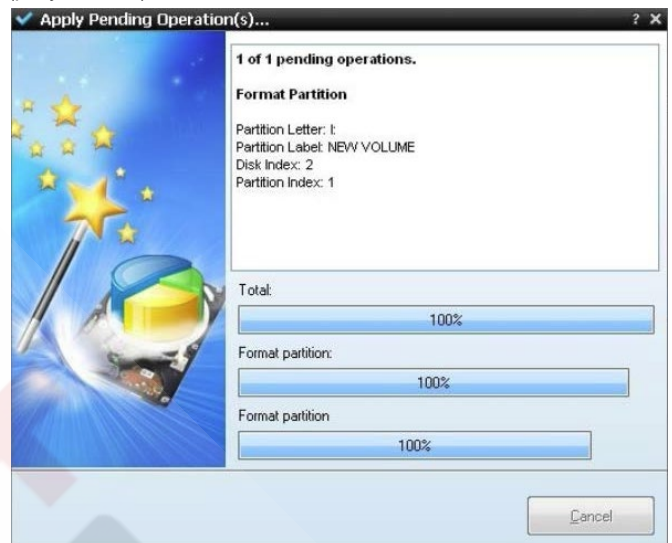 Apply Pending Operation(s)...
? X
1 of 1 pending operations.
Format Partition
Partition Letter: I:
Partition Label: NEW VOLUME
Disk Index: 2
Partition Index: 1
Total:
100%
Format partition:
100%
Format partition
100%
Cancel